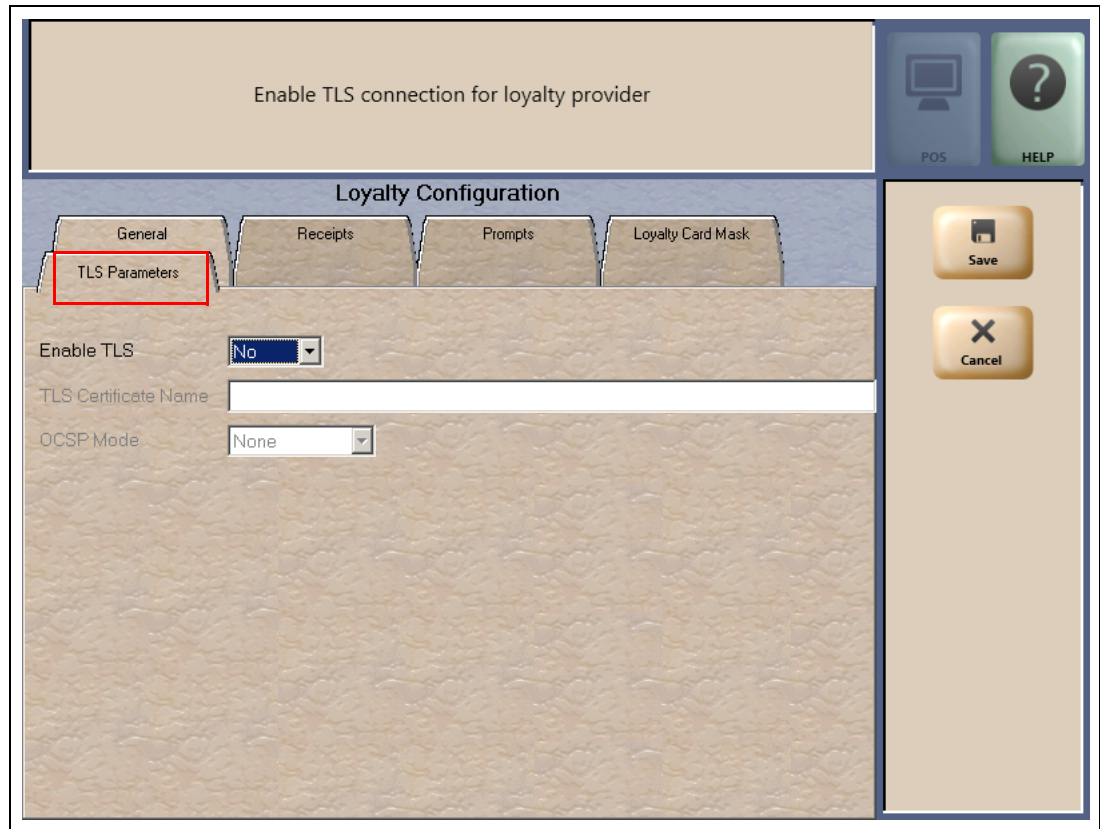 Enable TLS connection for loyalty provider
POS
HELP
Loyalty Configuration
General
Receipts
Prompts
Loyalty Card Mask
TLS Parameters
Enable TLS
No
TLS Certificate Name
OCSP Mode
None
Save
Cancel